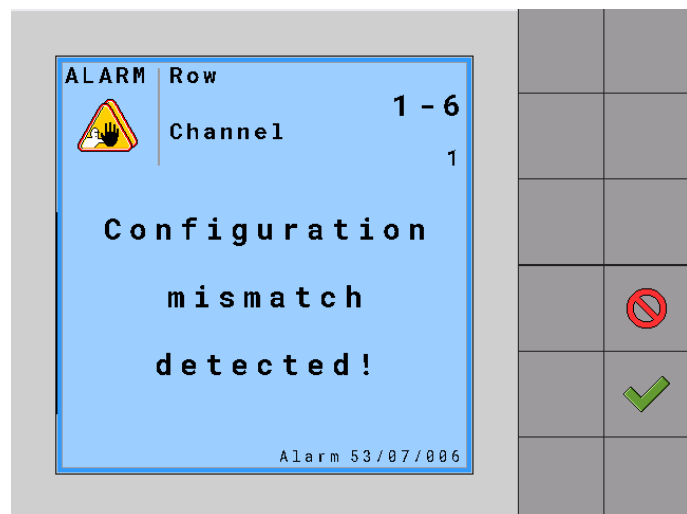 ALARM
Row
1-6
Channel
1
Configuration
mismatch
detected!
Alarm 53/07/006